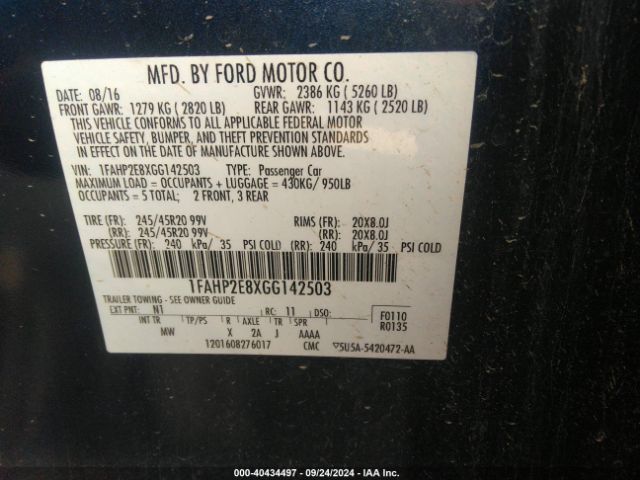 MFD. BY FORD MOTOR CO.
DATE: 08/16 GVWR: 2386 KG ( 5260 LB)
FRONT GAWR: 1279 KG ( 2820 LB) REAR GAWR: 1143 KG ( 2520 LB)
THIS VEHICLE CONFORMS TO ALL APPLICABLE FEDERAL MOTOR
VEHICLE SAFETY, BUMPER, AND THEFT PREVENTION STANDARDS
IN EFFECT ON THE DATE OF MANUFACTURE SHOWN ABOVE.
VIN: 1FAHP2E8XGG142503 TYPE: Passenger Car
MAXIMUM LOAD = OCCUPANTS + LUGGAGE = 430KG/ 950LB
OCCUPANTS = 5 TOTAL; 2 FRONT, 3 REAR
TIRE (FR): 245/45R20 99V RIMS (FR): 20X8.0J
(RR): 245/45R20 99V (RR): 20X8.0J
PRESSURE (FR): 240 kPa/ 35 PSI COLD (RR): 240 kPa/ 35 PSI COLD
1FAHP2E8XGG142503
TRAILER TOWING - SEE OWNER GUIDE
EXT PNT: N1 RC: 11 DSO: F0110
INT TR TP/PS R AXLE TR SPR R0135
MW X 2A J AAAA
1201608276017 CMC ▽5U5A-5420472-AA
000-40434497 - 09/24/2024 - IAA Inc.